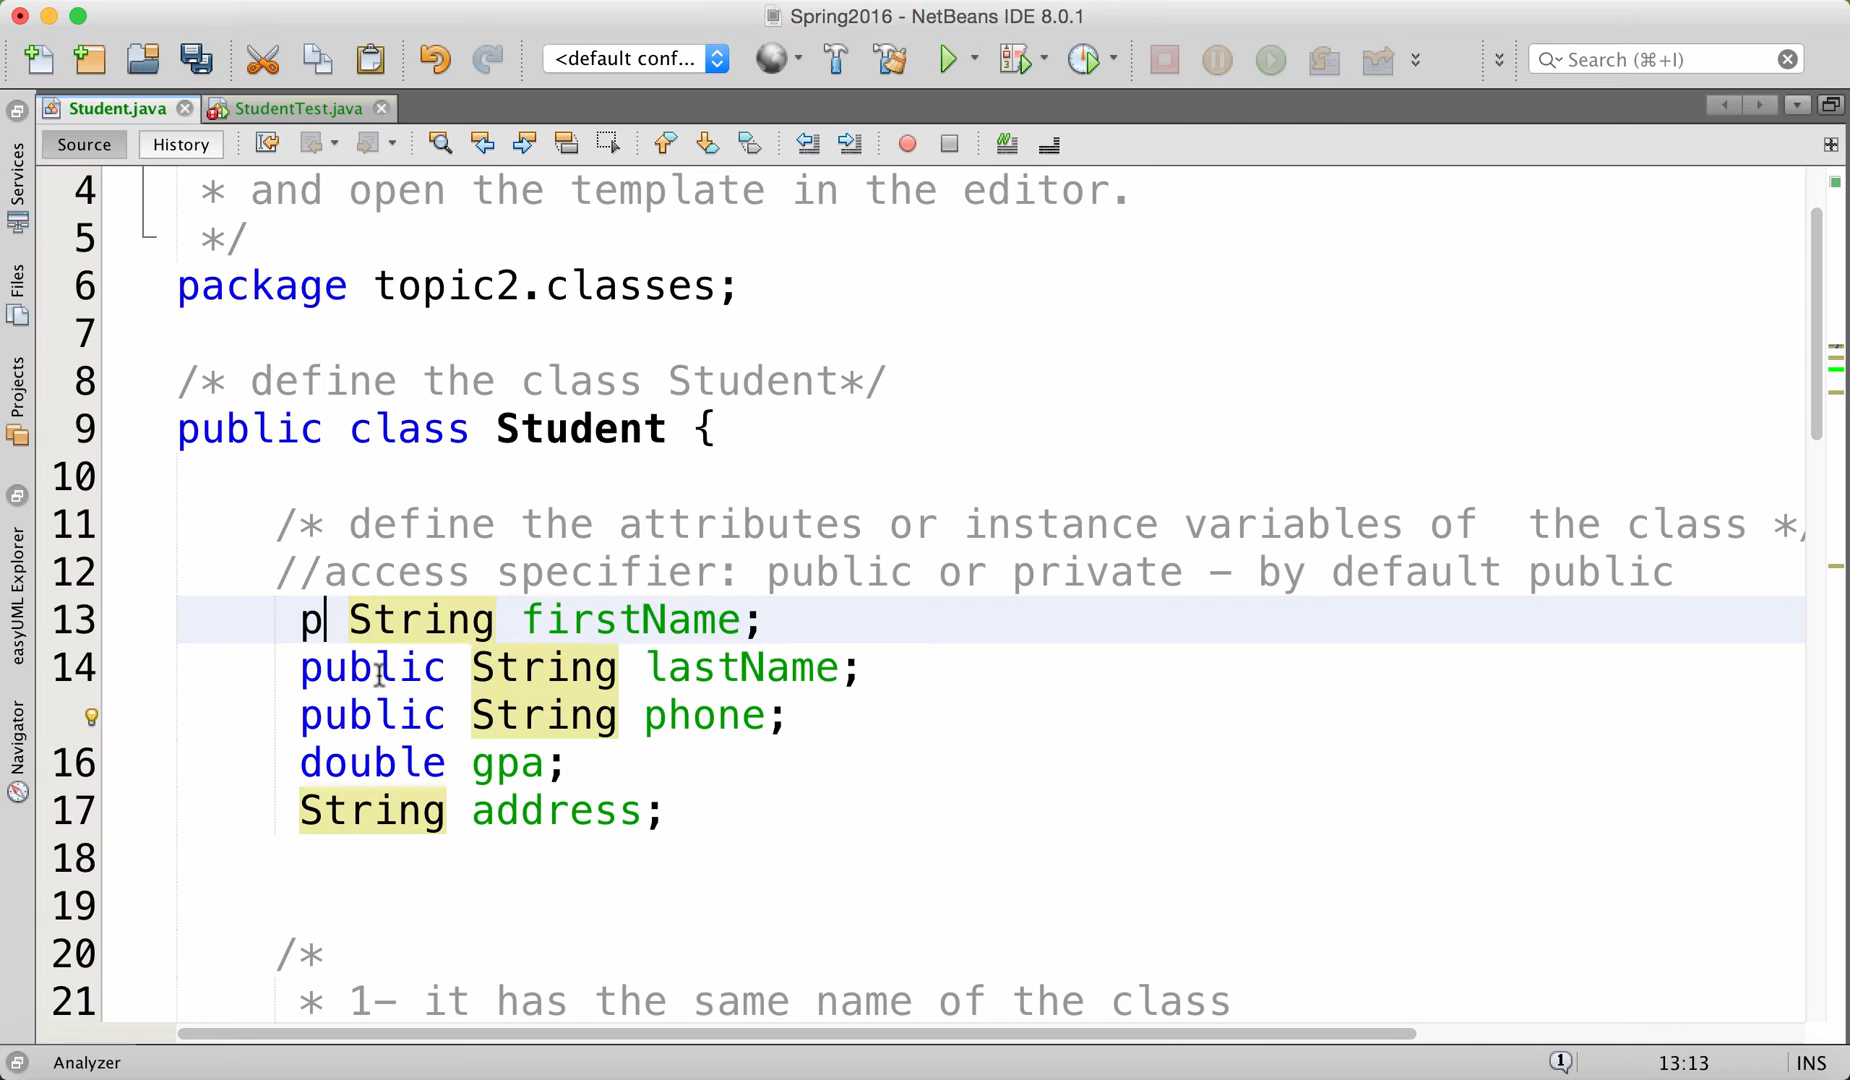 Spring2016 - NetBeans IDE 8.0.1
<default conf...
Search (⌘+I)
Student.java
StudentTest.java
Source
History
Services
Files
Projects
easyUML Explorer
Navigator
4 * and open the template in the editor.
5 */
6 package topic2.classes;
7
8 /* define the class Student*/
9 public class Student {
10
11 /* define the attributes or instance variables of  the class */
12 //access specifier: public or private - by default public
13 p String firstName;
14 public String lastName;
public String phone;
16 double gpa;
17 String address;
18
19
20 /*
21 * 1- it has the same name of the class
Analyzer
1
13:13
INS